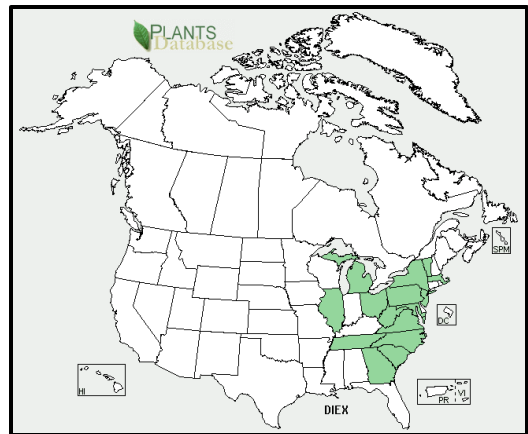 PLANTS
Database
SPM
DC
HI
PR
VI
DIEX